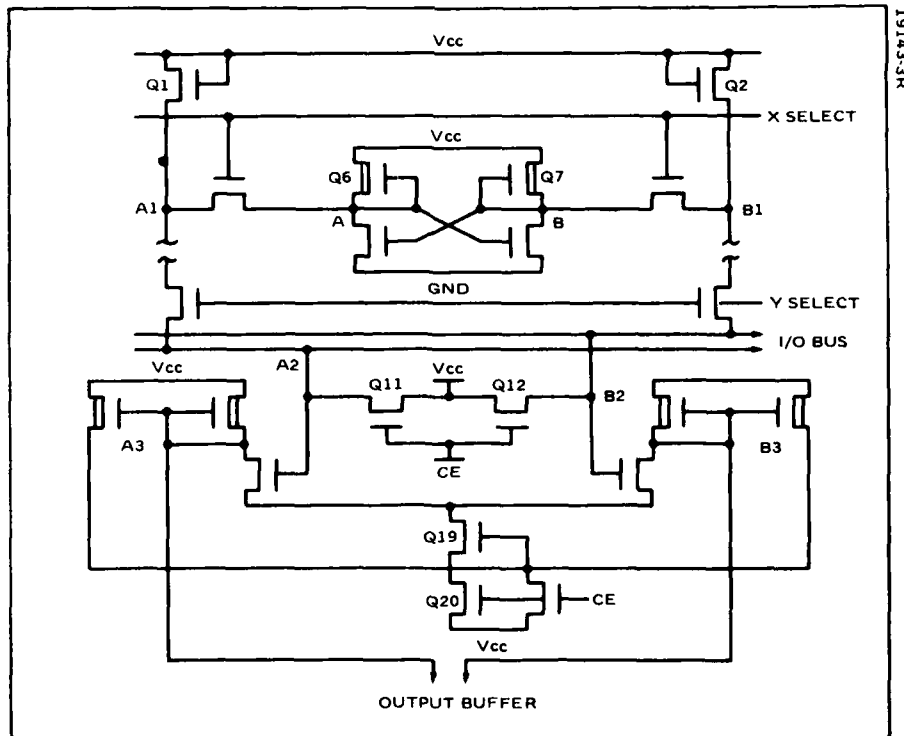 19143-3R
Vcc
Q1
Q2
X SELECT
Vcc
Q6
Q7
A1
A
B
B1
GND
Y SELECT
I/O BUS
Vcc
A2
Q11
Vcc
Q12
B2
A3
B3
CE
Q19
Q20
CE
Vcc
OUTPUT BUFFER